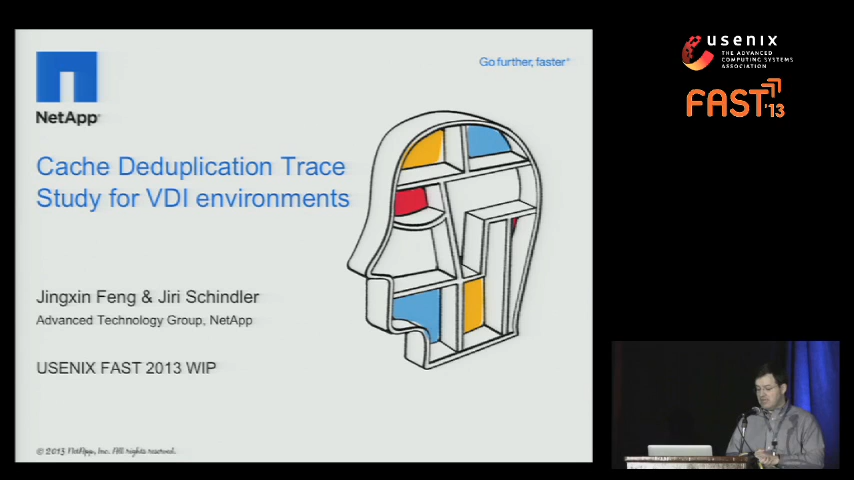 NetApp®
Go further, faster®
Cache Deduplication Trace
Study for VDI environments
Jingxin Feng & Jiri Schindler
Advanced Technology Group, NetApp
USENIX FAST 2013 WIP
© 2013 NetApp, Inc. All rights reserved.
usenix
THE ADVANCED
COMPUTING SYSTEMS
ASSOCIATION
FAST'13